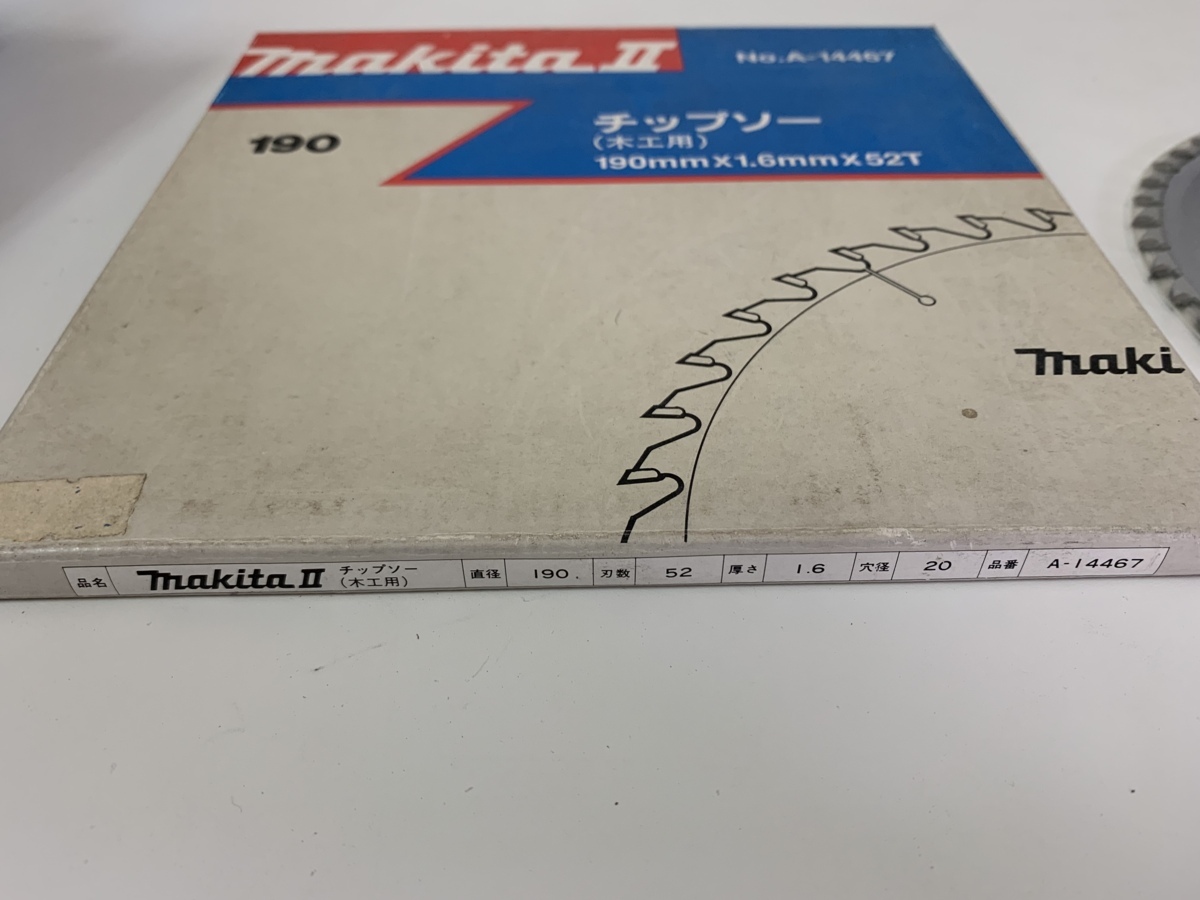 makita II
No.A-14467
190
チップソー
(木工用)
190mm×1.6mm×52T
maki
品名 makita II チップソー (木工用) 直径 190. 刃数 52 厚さ 1.6 穴径 20 品番 A-14467